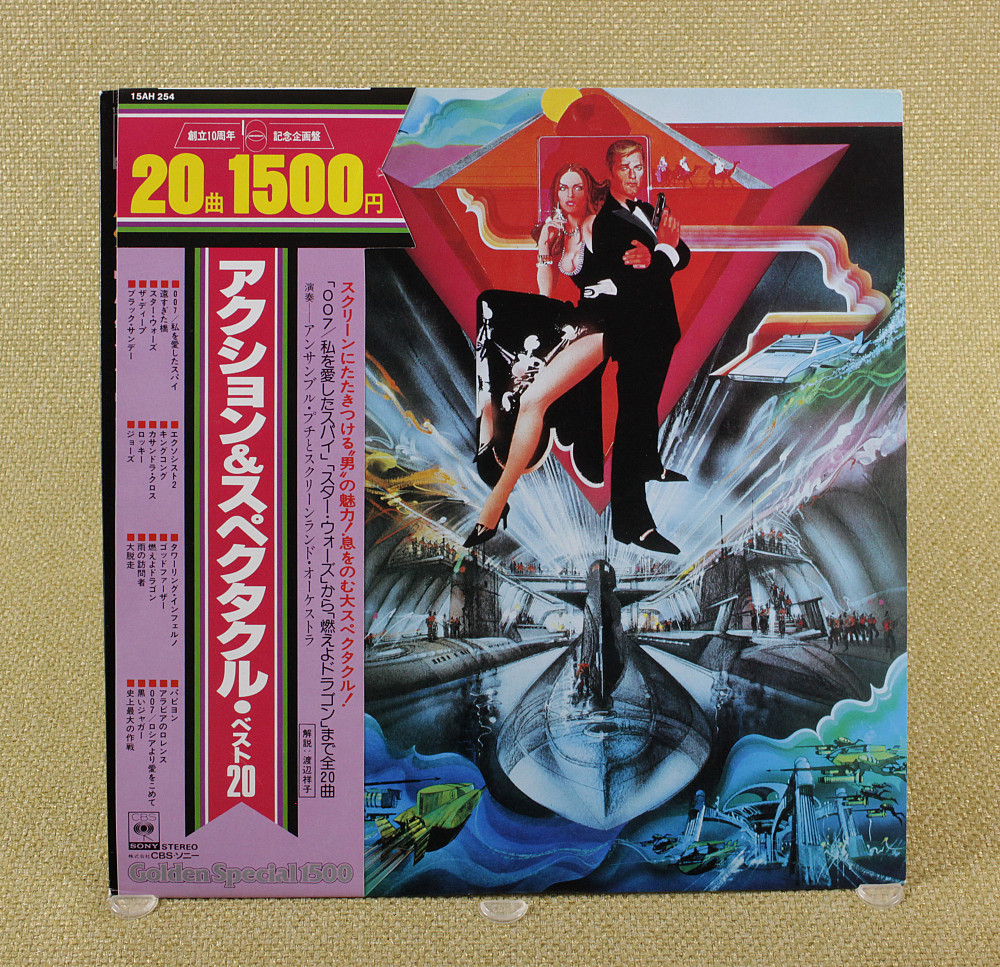 15AH 254
創立10周年 記念企画盤
20曲1500円
スクリーンにたたきつける〝男〟の魅力!息をのむ大スペクタクル!
「007/私を愛したスパイ」「スター・ウォーズ」から「燃えよドラゴン」まで全20曲
演奏──アンサンブル・プチとスクリーンランド・オーケストラ
解説:渡辺祥子
アクション&スペクタクル・ベスト20
■007/私を愛したスパイ
■遠すぎた橋
■スター・ウォーズ
■ザ・ディープ
■ブラック・サンデー
■エクソシスト2
■キングコング
■カサンドラ・クロス
■ロッキー
■ジョーズ
■タワーリング・インフェルノ
■ゴッドファーザー
■燃えよドラゴン
■雨の訪問者
■大脱走
■パピヨン
■アラビアのロレンス
■007/ロシアより愛をこめて
■黒いジャガー
■史上最大の作戦
CBS
SONY STEREO
株式会社CBS・ソニー
Golden Special 1500